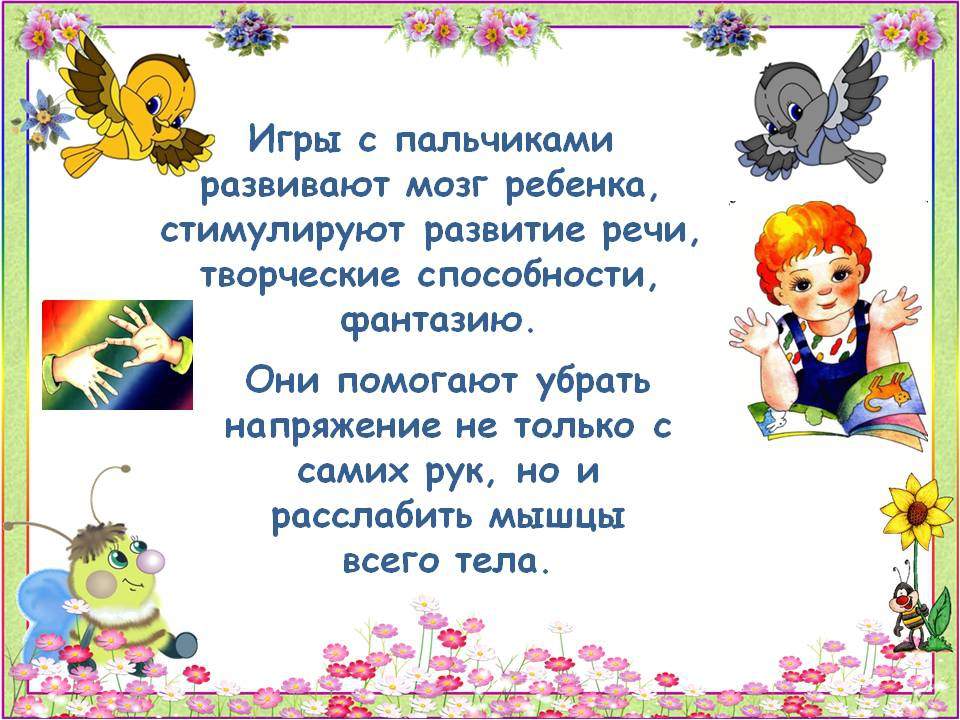 Игры с пальчиками
развивают мозг ребенка,
стимулируют развитие речи,
творческие способности,
фантазию.
Они помогают убрать
напряжение не только с
самих рук, но и
расслабить мышцы
всего тела.